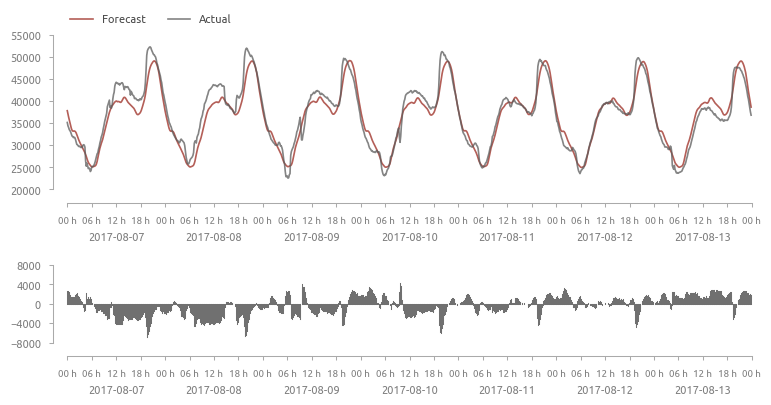 Forecast Actual
55000
50000
45000
40000
35000
30000
25000
20000
00 h 06 h 12 h 18 h 00 h 06 h 12 h 18 h 00 h 06 h 12 h 18 h 00 h 06 h 12 h 18 h 00 h 06 h 12 h 18 h 00 h 06 h 12 h 18 h 00 h 06 h 12 h 18 h 00 h
2017-08-07 2017-08-08 2017-08-09 2017-08-10 2017-08-11 2017-08-12 2017-08-13
8000
4000
0
−4000
−8000
00 h 06 h 12 h 18 h 00 h 06 h 12 h 18 h 00 h 06 h 12 h 18 h 00 h 06 h 12 h 18 h 00 h 06 h 12 h 18 h 00 h 06 h 12 h 18 h 00 h 06 h 12 h 18 h 00 h
2017-08-07 2017-08-08 2017-08-09 2017-08-10 2017-08-11 2017-08-12 2017-08-13